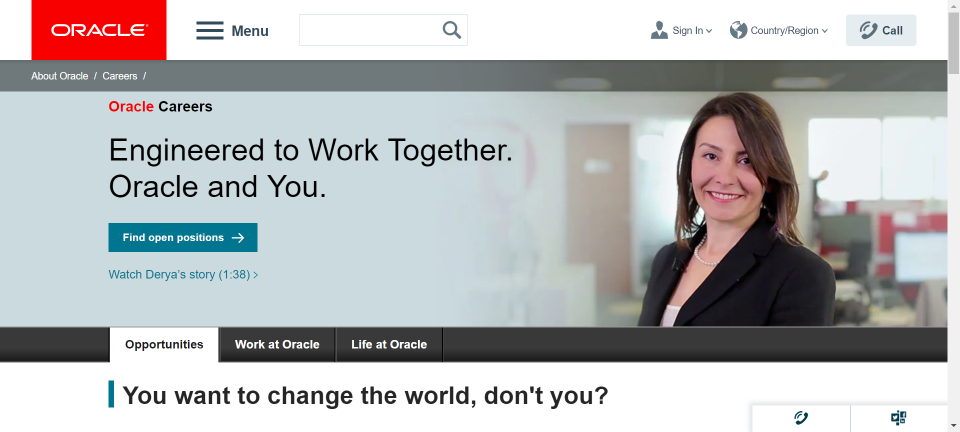 ORACLE
Menu
Sign In
Country/Region
Call
About Oracle / Careers /
Oracle Careers
Engineered to Work Together.
Oracle and You.
Find open positions
Watch Derya's story (1:38) >
Opportunities
Work at Oracle
Life at Oracle
You want to change the world, don't you?